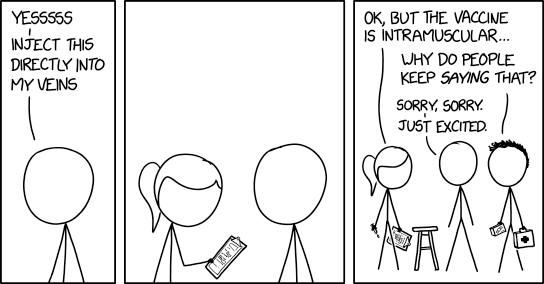 YESSSSS
INJECT THIS
DIRECTLY INTO
MY VEINS
OK, BUT THE VACCINE
IS INTRAMUSCULAR...
WHY DO PEOPLE
KEEP SAYING THAT?
SORRY, SORRY.
JUST EXCITED.